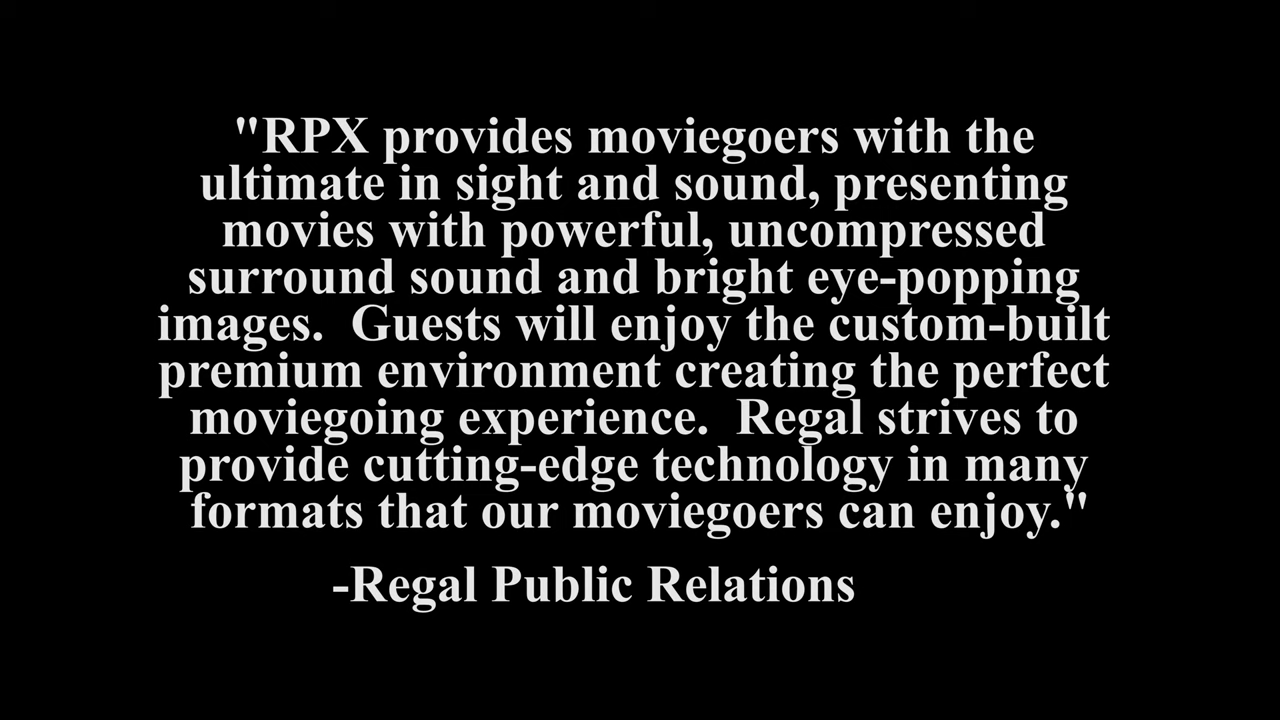 "RPX provides moviegoers with the
ultimate in sight and sound, presenting
movies with powerful, uncompressed
surround sound and bright eye-popping
images.  Guests will enjoy the custom-built
premium environment creating the perfect
moviegoing experience.  Regal strives to
provide cutting-edge technology in many
formats that our moviegoers can enjoy."
-Regal Public Relations